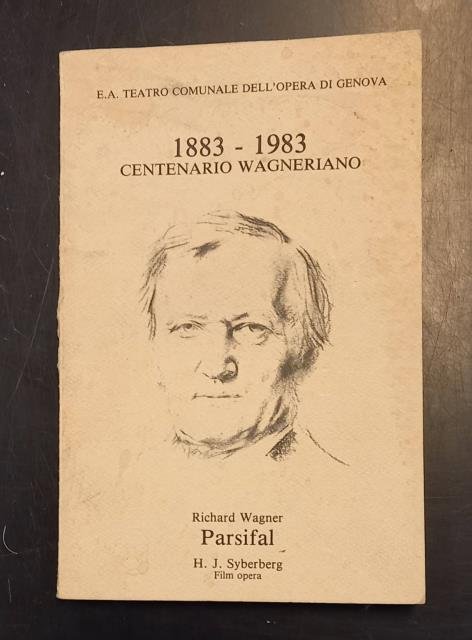 E.A. TEATRO COMUNALE DELL'OPERA DI GENOVA
1883 - 1983
CENTENARIO WAGNERIANO
Richard Wagner
Parsifal
H. J. Syberberg
Film opera